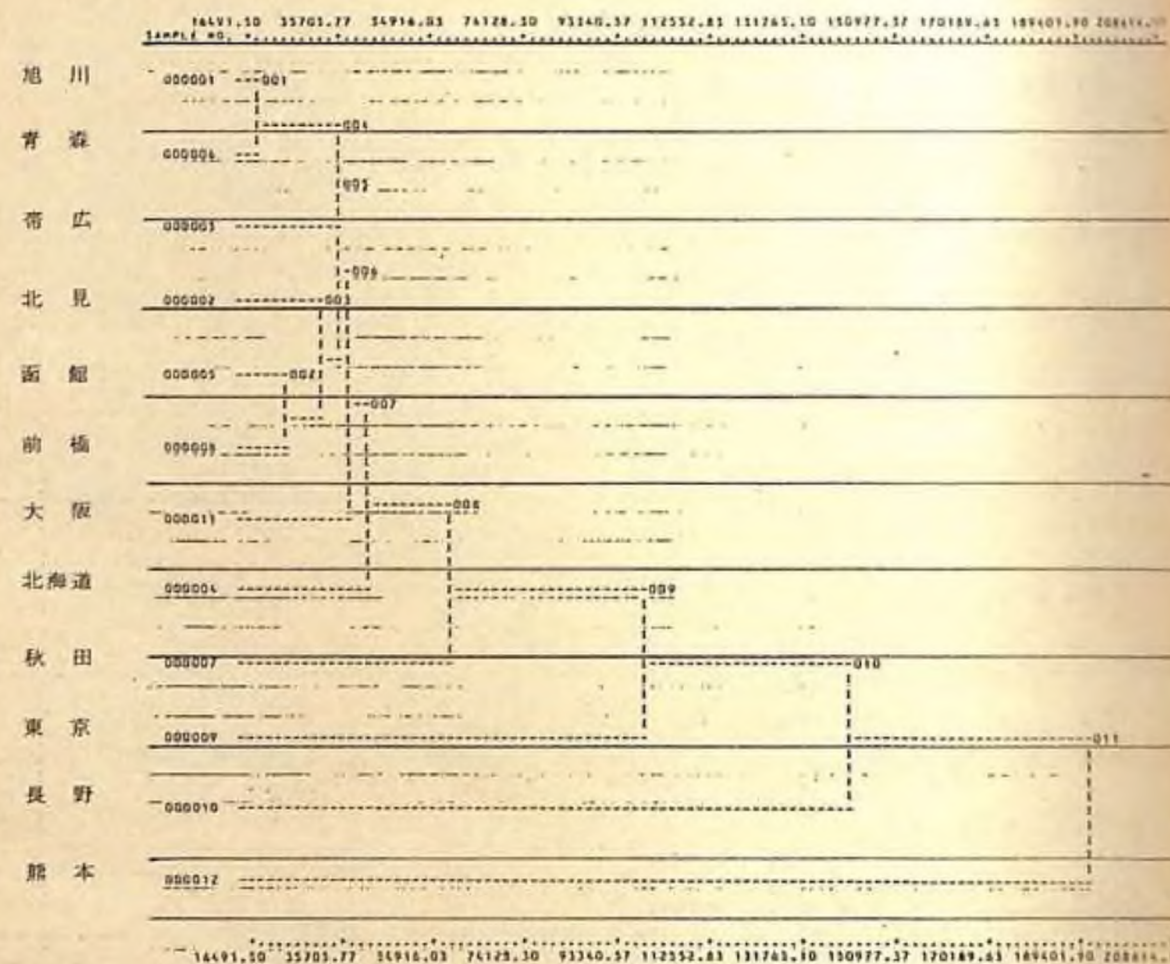 16491.50 35703.77 54916.03 74128.30 93340.57 112552.83 131765.10 150977.37 170189.63 189401.90
SAMPLE NO.
旭 川 000001 001
004
青 森 000006
005
帯 広 000003
006
北 見 000002 003
函 館 000005 002
007
前 橋 000008
008
大 阪 000011
北海道 000004 009
秋 田 000007 010
東 京 000009 011
長 野 000010
熊 本 000012
16491.50 35703.77 54916.03 74128.30 93340.57 112552.83 131765.10 150977.37 170189.63 189401.90